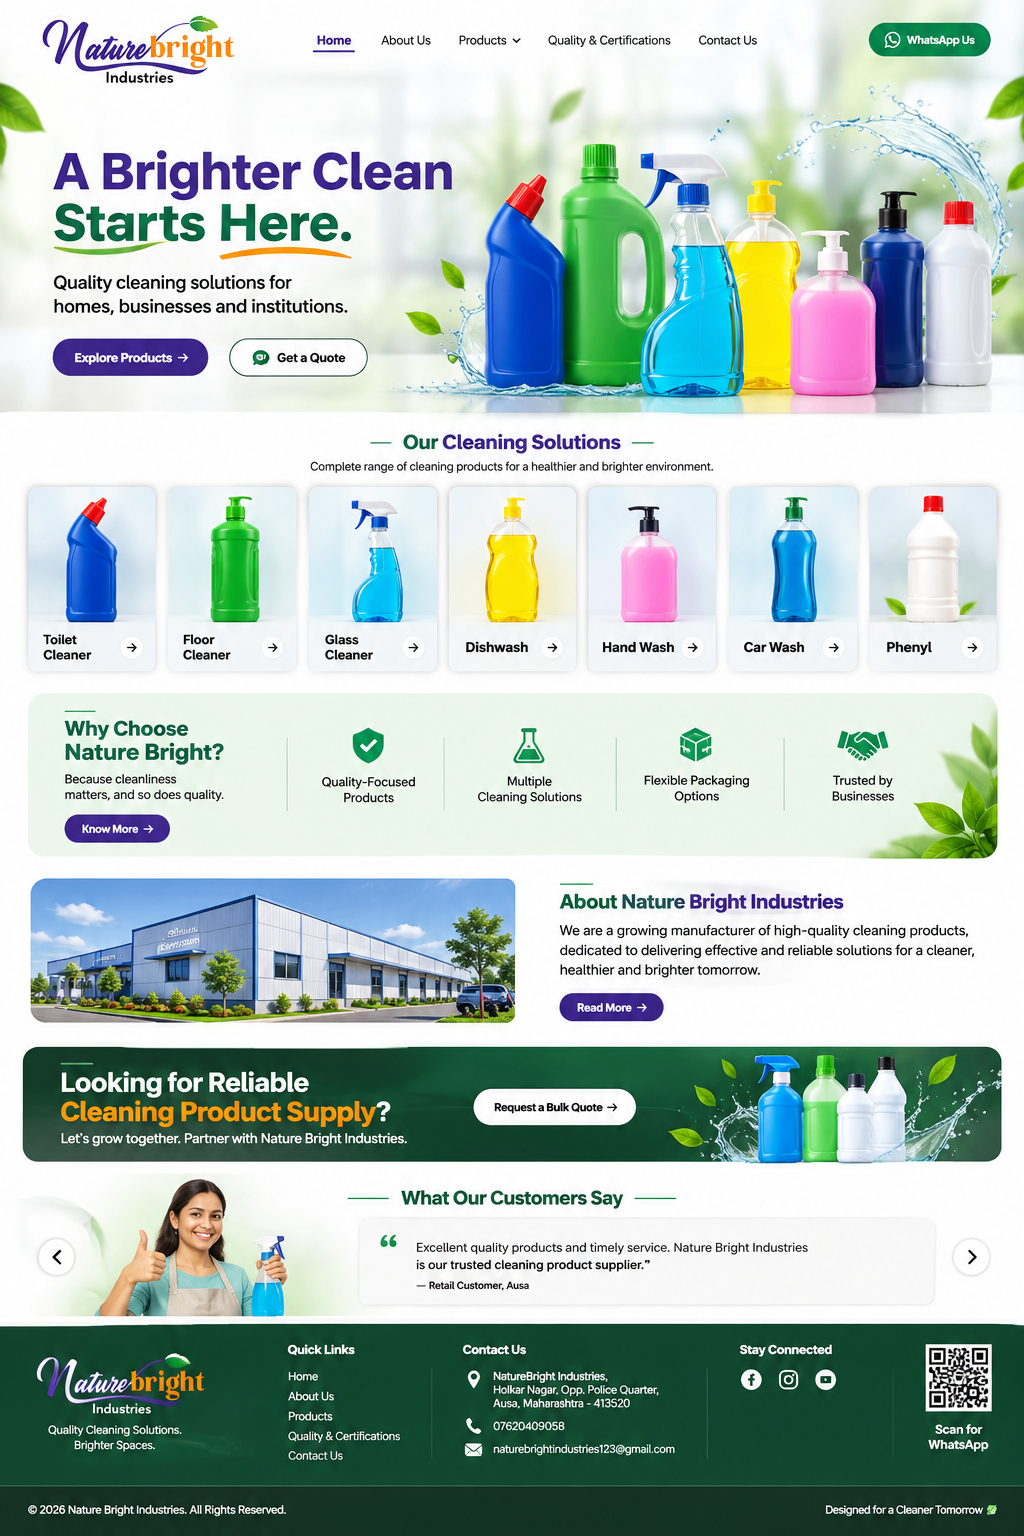 Naturebright
Industries
Home
About Us
Products
Quality & Certifications
Contact Us
WhatsApp Us
A Brighter Clean
Starts Here.
Quality cleaning solutions for
homes, businesses and institutions.
Explore Products →
Get a Quote
Our Cleaning Solutions
Complete range of cleaning products for a healthier and brighter environment.
Toilet
Cleaner
Floor
Cleaner
Glass
Cleaner
Dishwash
Hand Wash
Car Wash
Phenyl
Why Choose
Nature Bright?
Because cleanliness
matters, and so does quality.
Know More →
Quality-Focused
Products
Multiple
Cleaning Solutions
Flexible Packaging
Options
Trusted by
Businesses
About Nature Bright Industries
We are a growing manufacturer of high-quality cleaning products,
dedicated to delivering effective and reliable solutions for a cleaner,
healthier and brighter tomorrow.
Read More →
Looking for Reliable
Cleaning Product Supply?
Let's grow together. Partner with Nature Bright Industries.
Request a Bulk Quote →
What Our Customers Say
“ Excellent quality products and timely service. Nature Bright Industries
is our trusted cleaning product supplier.”
— Retail Customer, Ausa
Naturebright
Industries
Quality Cleaning Solutions.
Brighter Spaces.
Quick Links
Home
About Us
Products
Quality & Certifications
Contact Us
Contact Us
NatureBright Industries,
Holkar Nagar, Opp. Police Quarter,
Ausa, Maharashtra - 413520
07620409058
naturebrightindustries123@gmail.com
Stay Connected
Scan for
WhatsApp
© 2026 Nature Bright Industries. All Rights Reserved.
Designed for a Cleaner Tomorrow